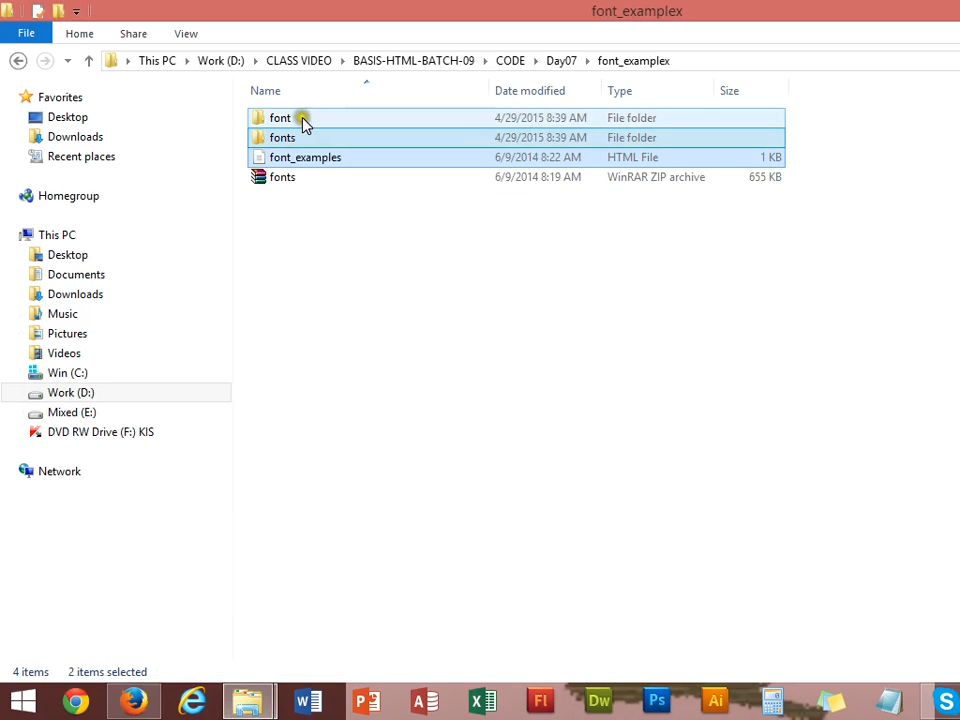 font_examplex
File Home Share View
This PC Work (D:) CLASS VIDEO BASIS-HTML-BATCH-09 CODE Day07 font_examplex
Name Date modified Type Size
font 4/29/2015 8:39 AM File folder
fonts 4/29/2015 8:39 AM File folder
font_examples 6/9/2014 8:22 AM HTML File 1 KB
fonts 6/9/2014 8:19 AM WinRAR ZIP archive 655 KB
Favorites
Desktop
Downloads
Recent places
Homegroup
This PC
Desktop
Documents
Downloads
Music
Pictures
Videos
Win (C:)
Work (D:)
Mixed (E:)
DVD RW Drive (F:) KIS
Network
4 items 2 items selected
W P A X Fl Dw Ps Ai S